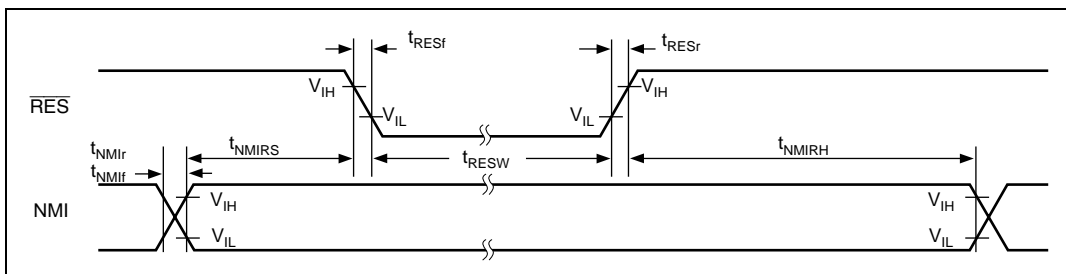 tRESf
tRESr
VIH
VIH
RES
VIL
VIL
tNMIr
tNMIf
tNMIRS
tRESW
tNMIRH
VIH
VIH
NMI
VIL
VIL